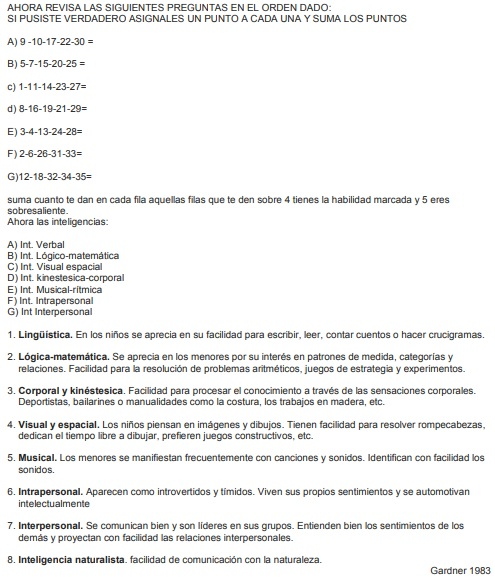 AHORA REVISA LAS SIGUIENTES PREGUNTAS EN EL ORDEN DADO:
SI PUSISTE VERDADERO ASIGNALES UN PUNTO A CADA UNA Y SUMA LOS PUNTOS
A) 9 -10-17-22-30 =
B) 5-7-15-20-25 =
c) 1-11-14-23-27=
d) 8-16-19-21-29=
E) 3-4-13-24-28=
F) 2-6-26-31-33=
G)12-18-32-34-35=
suma cuanto te dan en cada fila aquellas filas que te den sobre 4 tienes la habilidad marcada y 5 eres
sobresaliente.
Ahora las inteligencias:
A) Int. Verbal
B) Int. Lógico-matemática
C) Int. Visual espacial
D) Int. kinestesica-corporal
E) Int. Musical-rítmica
F) Int. Intrapersonal
G) Int Interpersonal
1. Lingüística. En los niños se aprecia en su facilidad para escribir, leer, contar cuentos o hacer crucigramas.
2. Lógica-matemática. Se aprecia en los menores por su interés en patrones de medida, categorías y
relaciones. Facilidad para la resolución de problemas aritméticos, juegos de estrategia y experimentos.
3. Corporal y kinéstesica. Facilidad para procesar el conocimiento a través de las sensaciones corporales.
Deportistas, bailarines o manualidades como la costura, los trabajos en madera, etc.
4. Visual y espacial. Los niños piensan en imágenes y dibujos. Tienen facilidad para resolver rompecabezas,
dedican el tiempo libre a dibujar, prefieren juegos constructivos, etc.
5. Musical. Los menores se manifiestan frecuentemente con canciones y sonidos. Identifican con facilidad los
sonidos.
6. Intrapersonal. Aparecen como introvertidos y tímidos. Viven sus propios sentimientos y se automotivan
intelectualmente
7. Interpersonal. Se comunican bien y son líderes en sus grupos. Entienden bien los sentimientos de los
demás y proyectan con facilidad las relaciones interpersonales.
8. Inteligencia naturalista. facilidad de comunicación con la naturaleza.
Gardner 1983